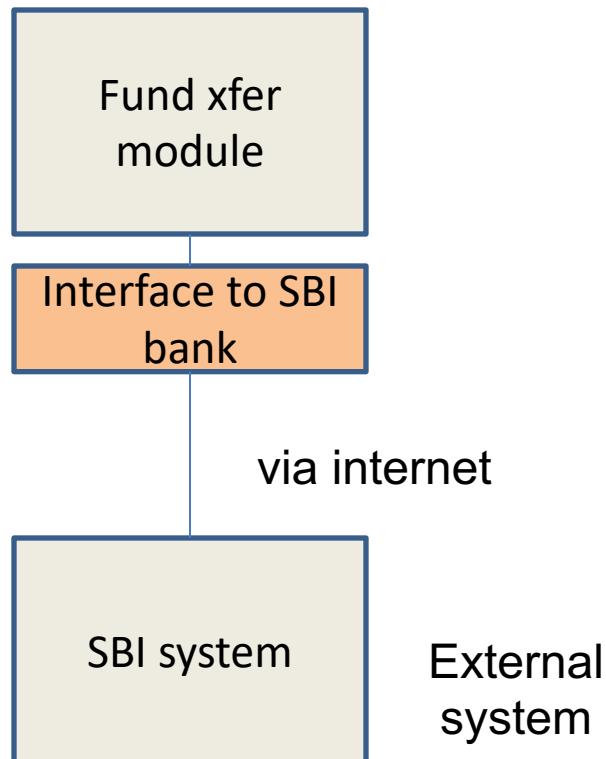 Fund xfer
module
Interface to SBI
bank
via internet
SBI system
External
system